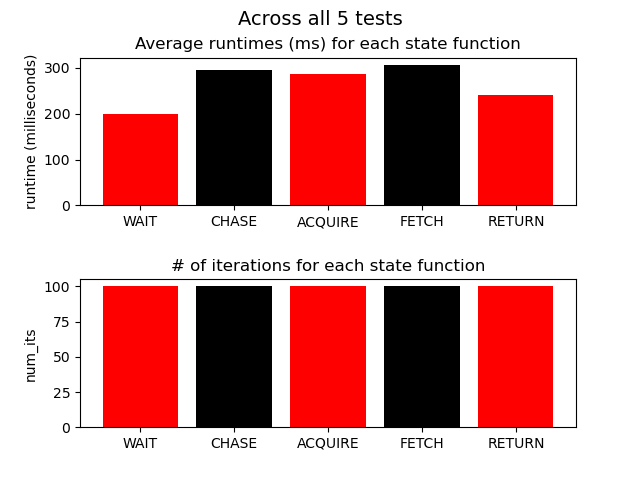 Across all 5 tests
Average runtimes (ms) for each state function
runtime (milliseconds)
300
200
100
0
WAIT CHASE ACQUIRE FETCH RETURN
# of iterations for each state function
num_its
100
75
50
25
0
WAIT CHASE ACQUIRE FETCH RETURN